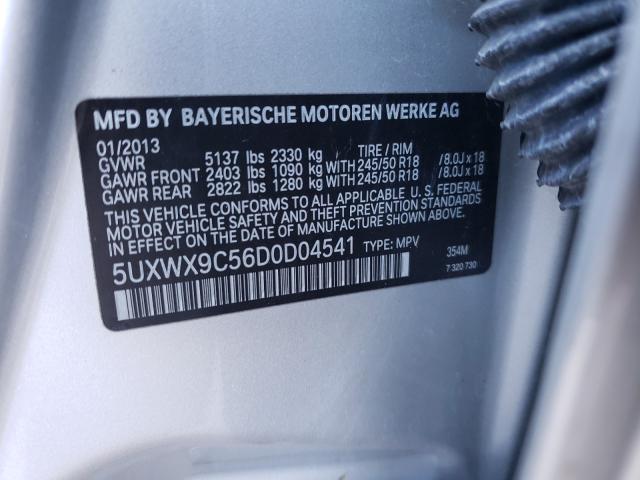 MFD BY BAYERISCHE MOTOREN WERKE AG
01/2013 TIRE / RIM
GVWR 5137 lbs 2330 kg
GAWR FRONT 2403 lbs 1090 kg WITH 245/50 R18 /8.0J x 18
GAWR REAR 2822 lbs 1280 kg WITH 245/50 R18 /8.0J x 18
THIS VEHICLE CONFORMS TO ALL APPLICABLE U. S. FEDERAL
MOTOR VEHICLE SAFETY AND THEFT PREVENTION STANDARDS
IN EFFECT ON THE DATE OF MANUFACTURE SHOWN ABOVE.
5UXWX9C56D0D04541 TYPE: MPV 354M
7 320 730